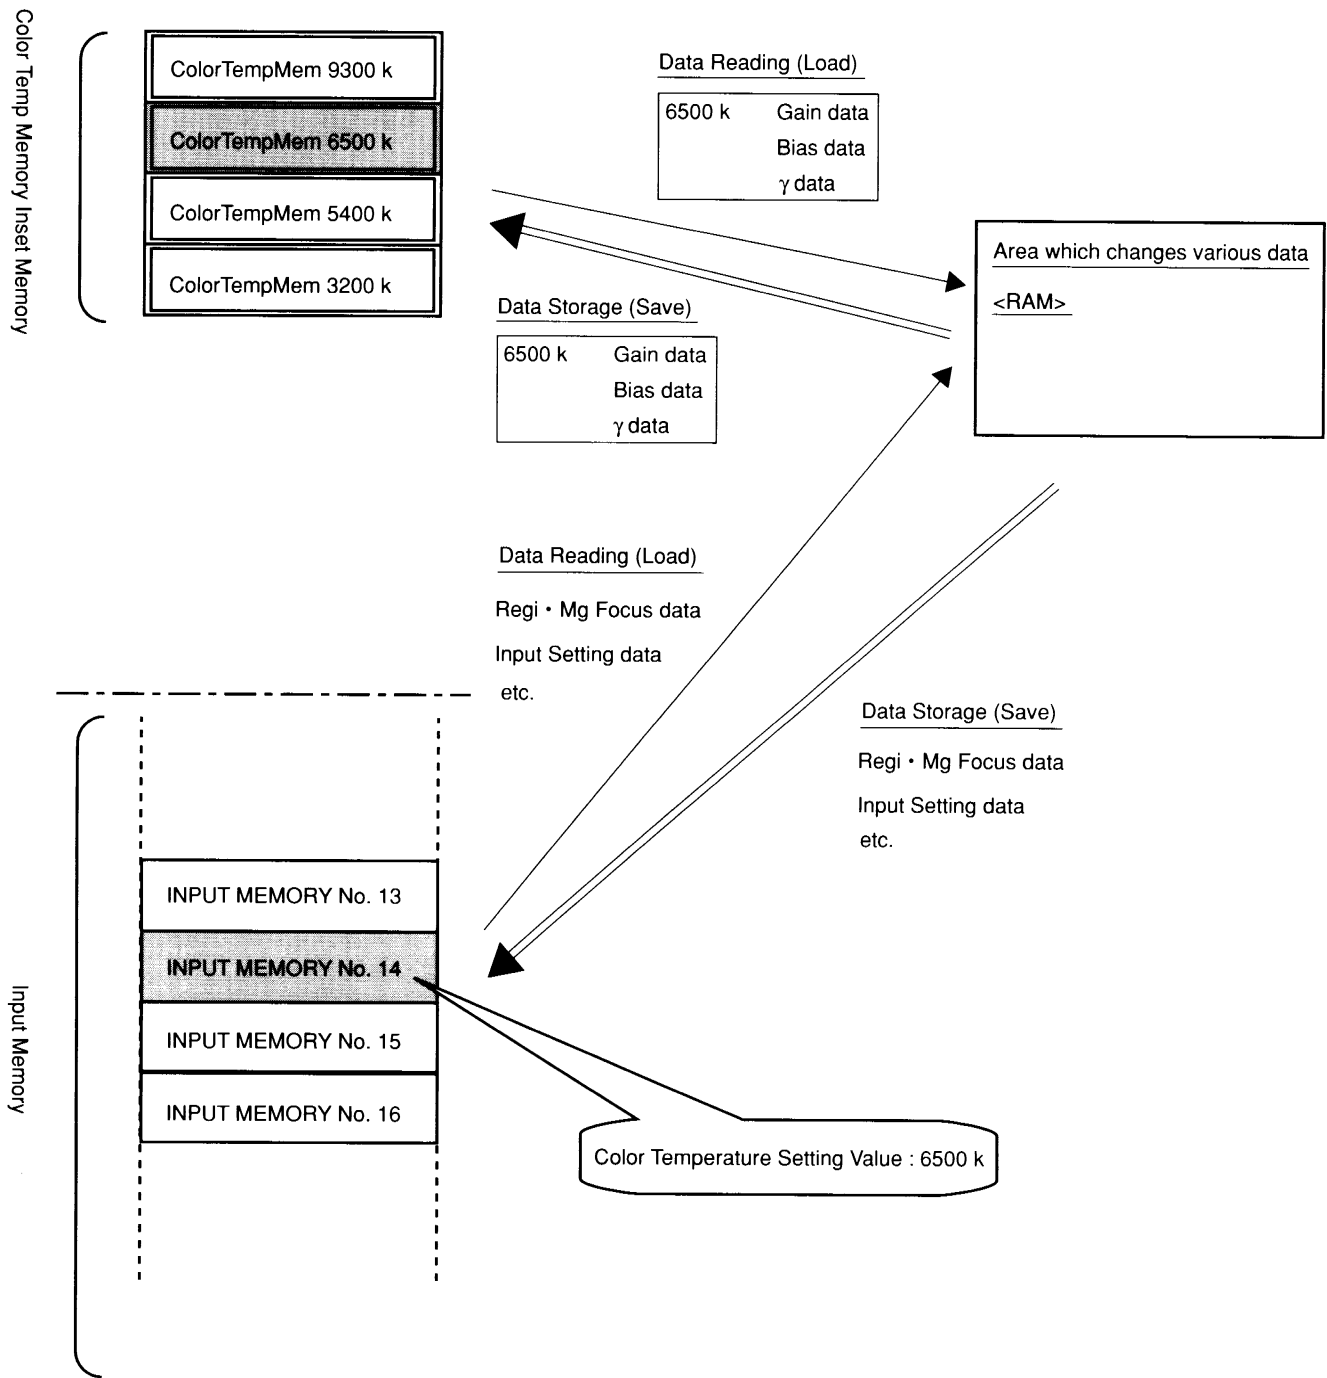 Color Temp Memory Inset Memory
ColorTempMem 9300 k
ColorTempMem 6500 k
ColorTempMem 5400 k
ColorTempMem 3200 k
Data Reading (Load)
6500 k Gain data
Bias data
γ data
Area which changes various data
<RAM>
Data Storage (Save)
6500 k Gain data
Bias data
γ data
Data Reading (Load)
Regi・Mg Focus data
Input Setting data
etc.
Data Storage (Save)
Regi・Mg Focus data
Input Setting data
etc.
Input Memory
INPUT MEMORY No. 13
INPUT MEMORY No. 14
INPUT MEMORY No. 15
INPUT MEMORY No. 16
Color Temperature Setting Value : 6500 k